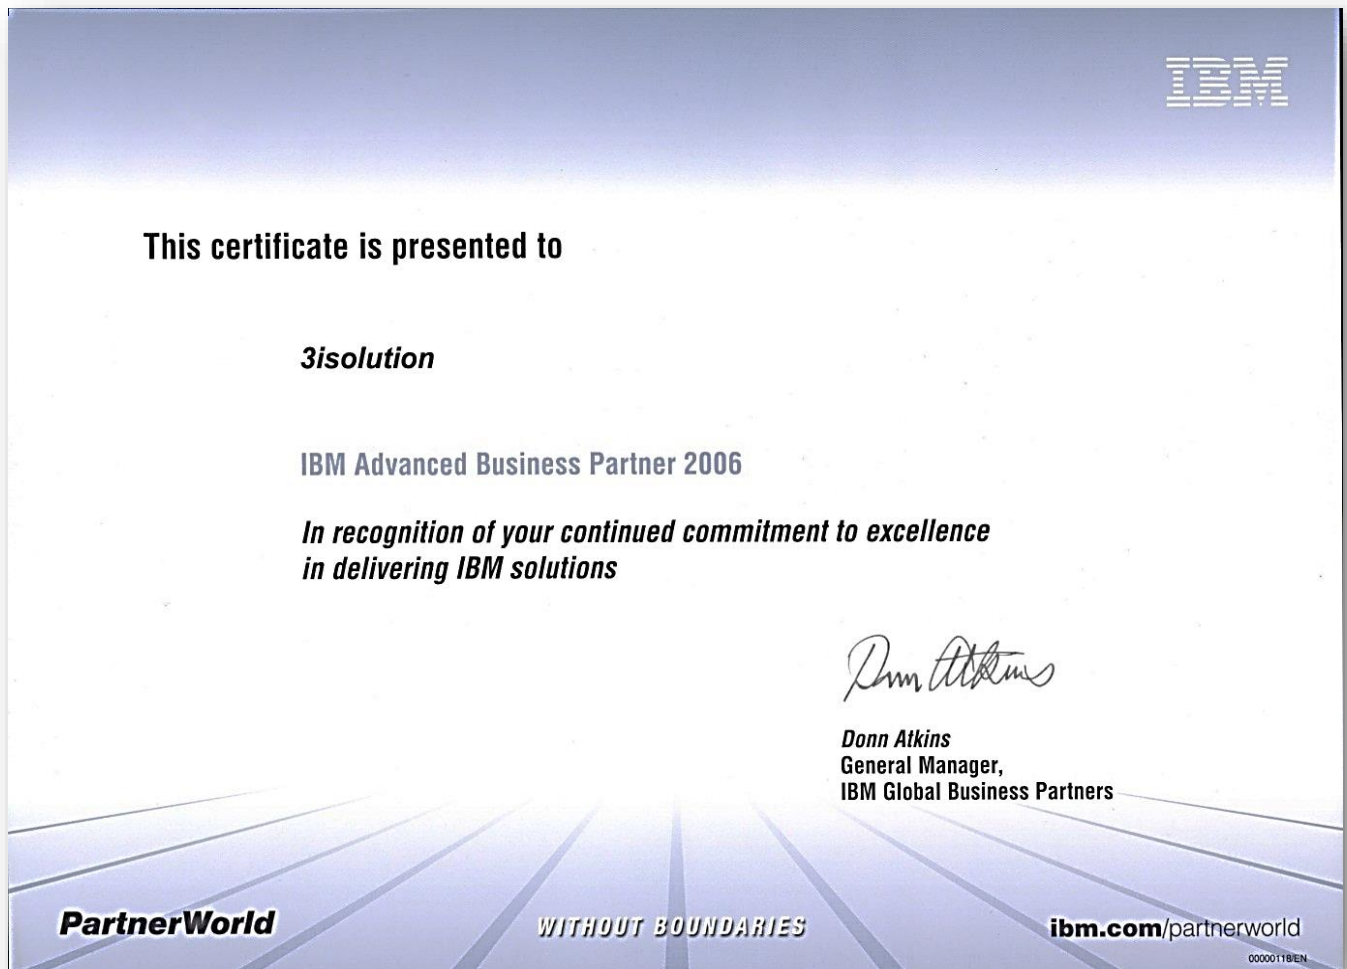 IBM
This certificate is presented to
3isolution
IBM Advanced Business Partner 2006
In recognition of your continued commitment to excellence
in delivering IBM solutions
Donn Atkins
Donn Atkins
General Manager,
IBM Global Business Partners
PartnerWorld
WITHOUT BOUNDARIES
ibm.com/partnerworld
00000118/EN